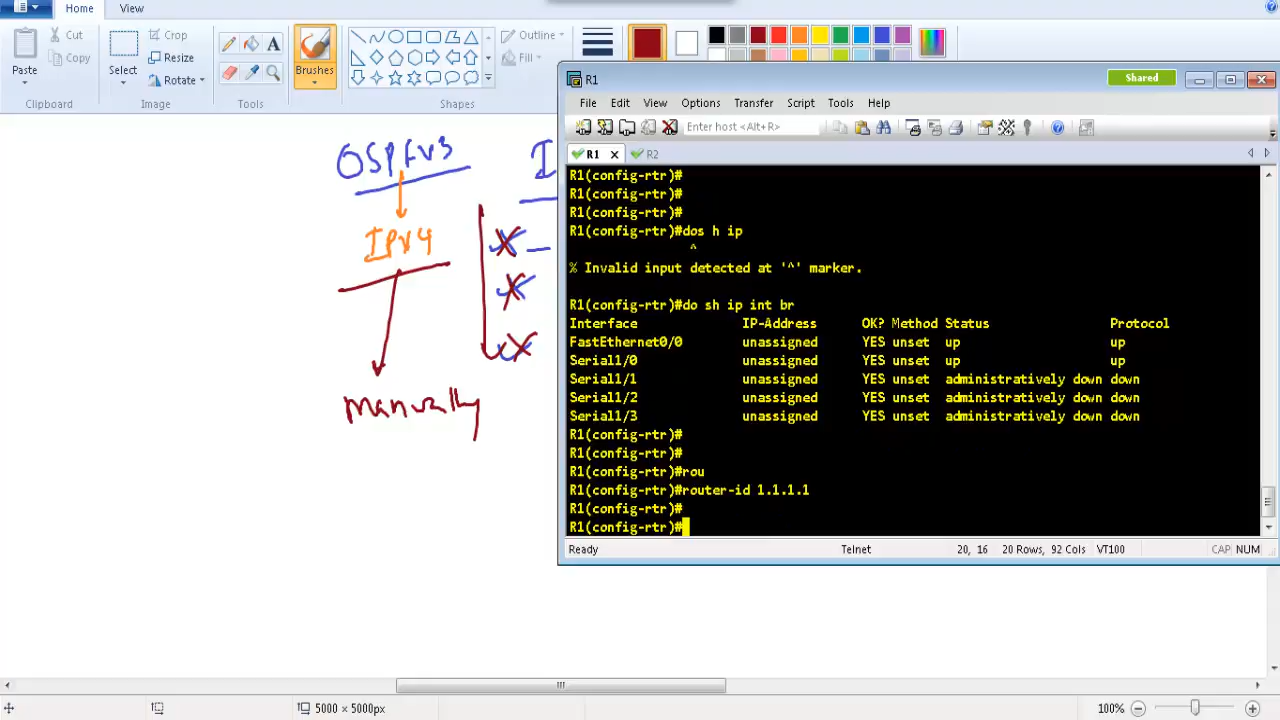 Home
View
Paste
Cut
Copy
Clipboard
Select
Resize
Rotate
Image
Tools
Brushes
Outline
Fill
Shapes
OSPFv3
I
IPv4
manually
R1
Shared
File Edit View Options Transfer Script Tools Help
Enter host <Alt+R>
R1
R2
R1(config-rtr)#
R1(config-rtr)#
R1(config-rtr)#
R1(config-rtr)#dos h ip
^
% Invalid input detected at '^' marker.
R1(config-rtr)#do sh ip int br
Interface IP-Address OK? Method Status Protocol
FastEthernet0/0 unassigned YES unset up up
Serial1/0 unassigned YES unset up up
Serial1/1 unassigned YES unset administratively down down
Serial1/2 unassigned YES unset administratively down down
Serial1/3 unassigned YES unset administratively down down
R1(config-rtr)#
R1(config-rtr)#
R1(config-rtr)#rou
R1(config-rtr)#router-id 1.1.1.1
R1(config-rtr)#
R1(config-rtr)#
Ready Telnet 20, 16 20 Rows, 92 Cols VT100 CAP NUM
5000 × 5000px
100%